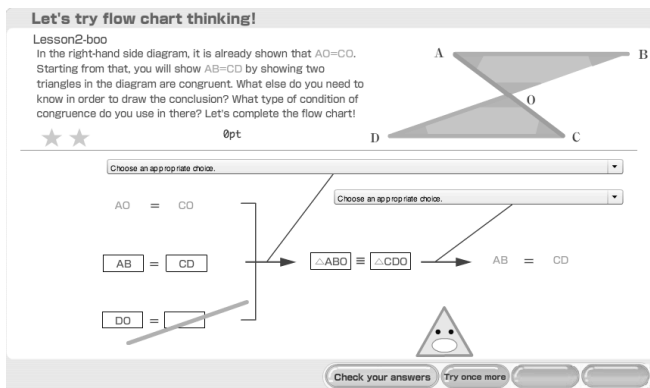 Let's try flow chart thinking!
Lesson2-boo
In the right-hand side diagram, it is already shown that AO=CO.
Starting from that, you will show AB=CD by showing two
triangles in the diagram are congruent. What else do you need to
know in order to draw the conclusion? What type of condition of
congruence do you use in there? Let's complete the flow chart!
0pt
A
B
O
D
C
Choose an appropriate choice.
Choose an appropriate choice.
AO = CO
AB = CD
△ABO ≡ △CDO
AB = CD
DO =
Check your answers
Try once more